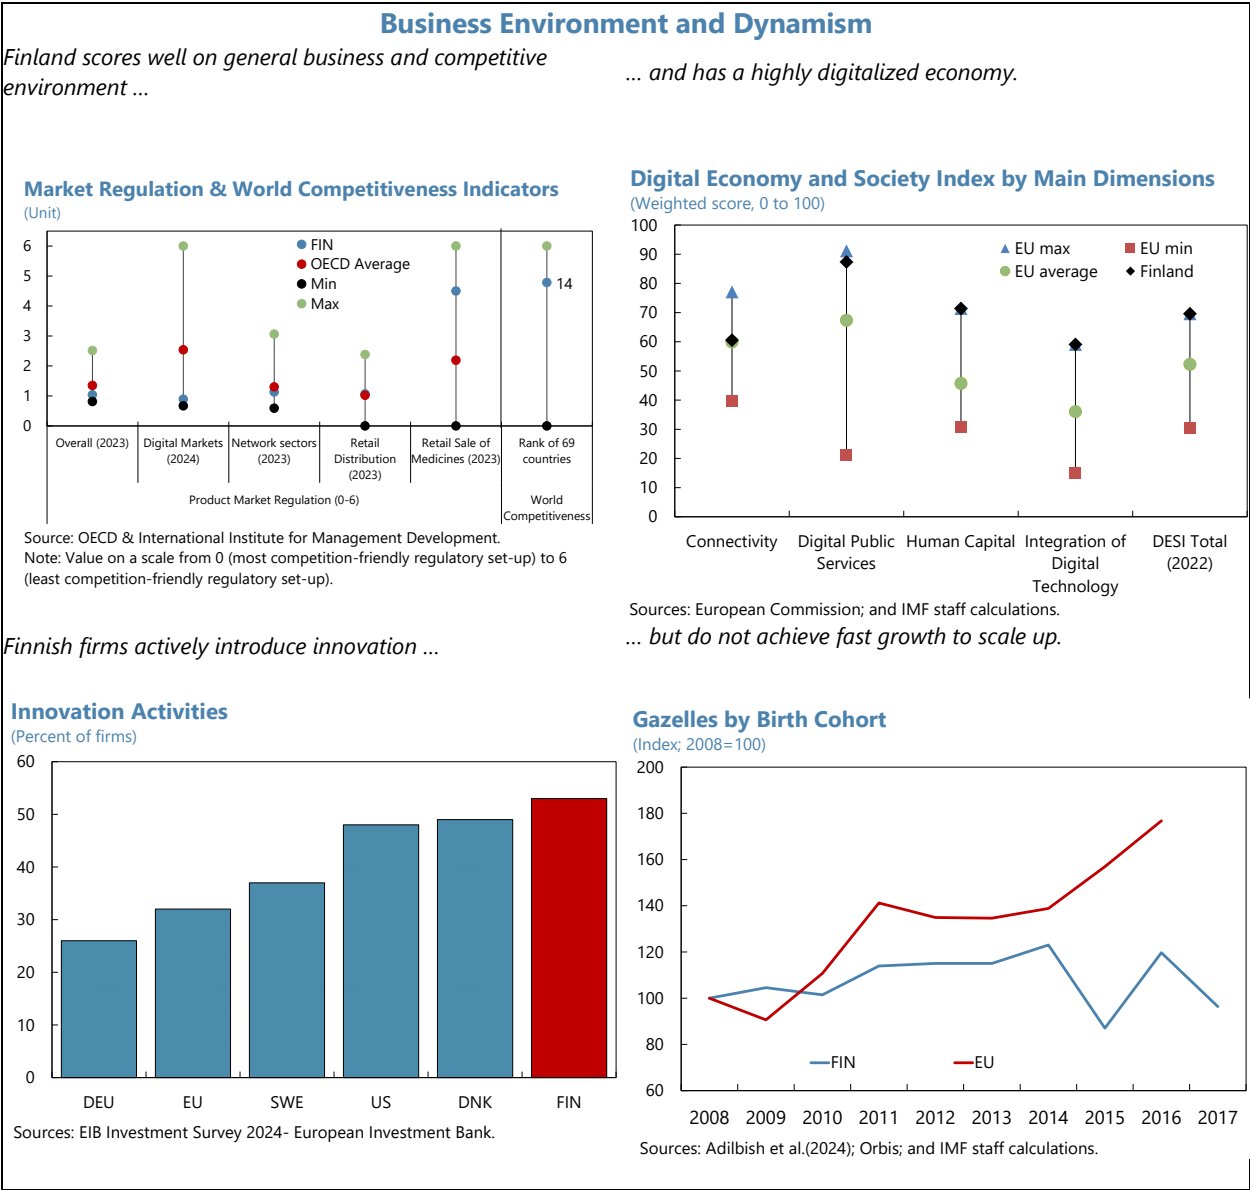 Business Environment and Dynamism
Finland scores well on general business and competitive
environment …
… and has a highly digitalized economy.
Market Regulation & World Competitiveness Indicators
(Unit)
6
5
4
3
2
1
0
FIN
OECD Average
Min
Max
14
Overall (2023)
Digital Markets
(2024)
Network sectors
(2023)
Retail
Distribution
(2023)
Retail Sale of
Medicines (2023)
Rank of 69
countries
Product Market Regulation (0-6)
World
Competitiveness
Source: OECD & International Institute for Management Development.
Note: Value on a scale from 0 (most competition-friendly regulatory set-up) to 6
(least competition-friendly regulatory set-up).
Digital Economy and Society Index by Main Dimensions
(Weighted score, 0 to 100)
100
90
80
70
60
50
40
30
20
10
0
EU max
EU min
EU average
Finland
Connectivity
Digital Public
Services
Human Capital
Integration of
Digital
Technology
DESI Total
(2022)
Sources: European Commission; and IMF staff calculations.
Finnish firms actively introduce innovation …
… but do not achieve fast growth to scale up.
Innovation Activities
(Percent of firms)
60
50
40
30
20
10
0
DEU
EU
SWE
US
DNK
FIN
Sources: EIB Investment Survey 2024- European Investment Bank.
Gazelles by Birth Cohort
(Index; 2008=100)
200
180
160
140
120
100
80
60
FIN
EU
2008 2009 2010 2011 2012 2013 2014 2015 2016 2017
Sources: Adilbish et al.(2024); Orbis; and IMF staff calculations.